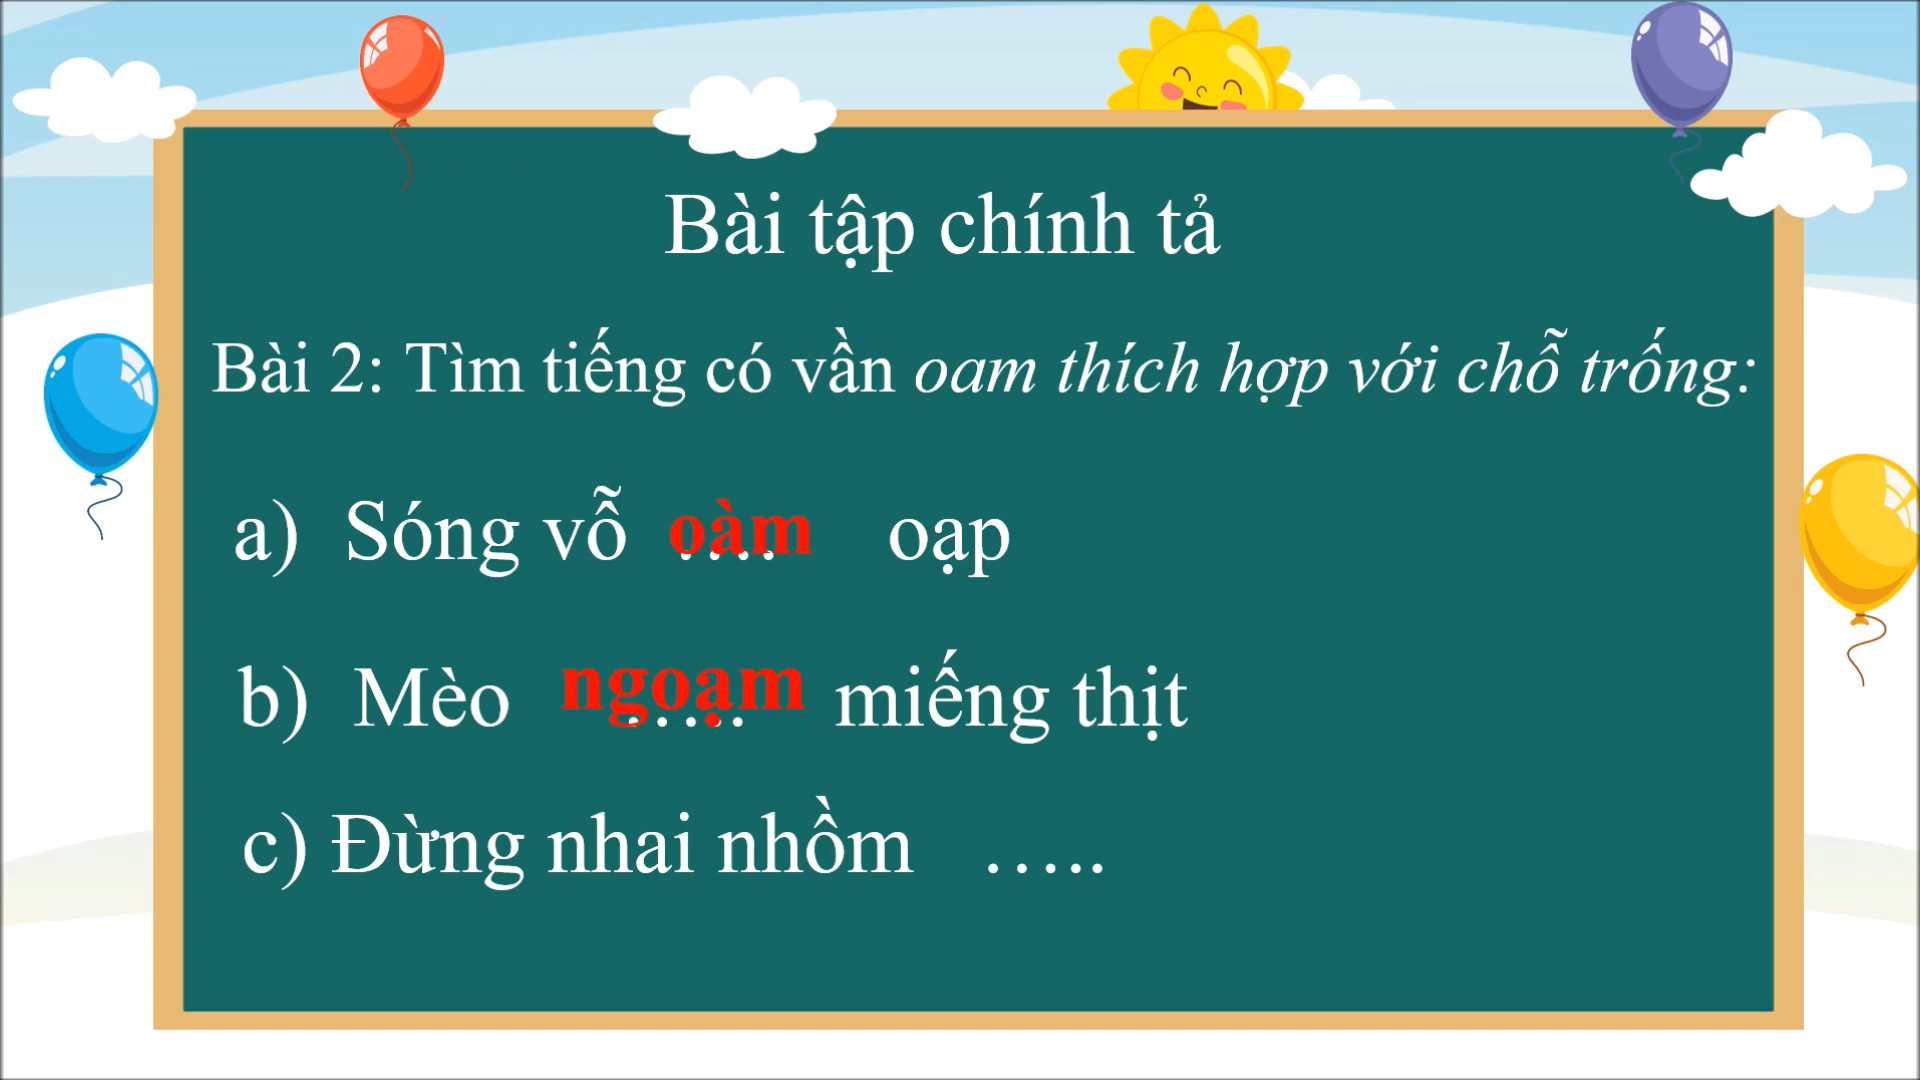 Bài tập chính tả
Bài 2: Tìm tiếng có vần oam thích hợp với chỗ trống:
a) Sóng vỗ oàm .... oạp
b) Mèo ngoạm ..... miếng thịt
c) Đừng nhai nhồm .....